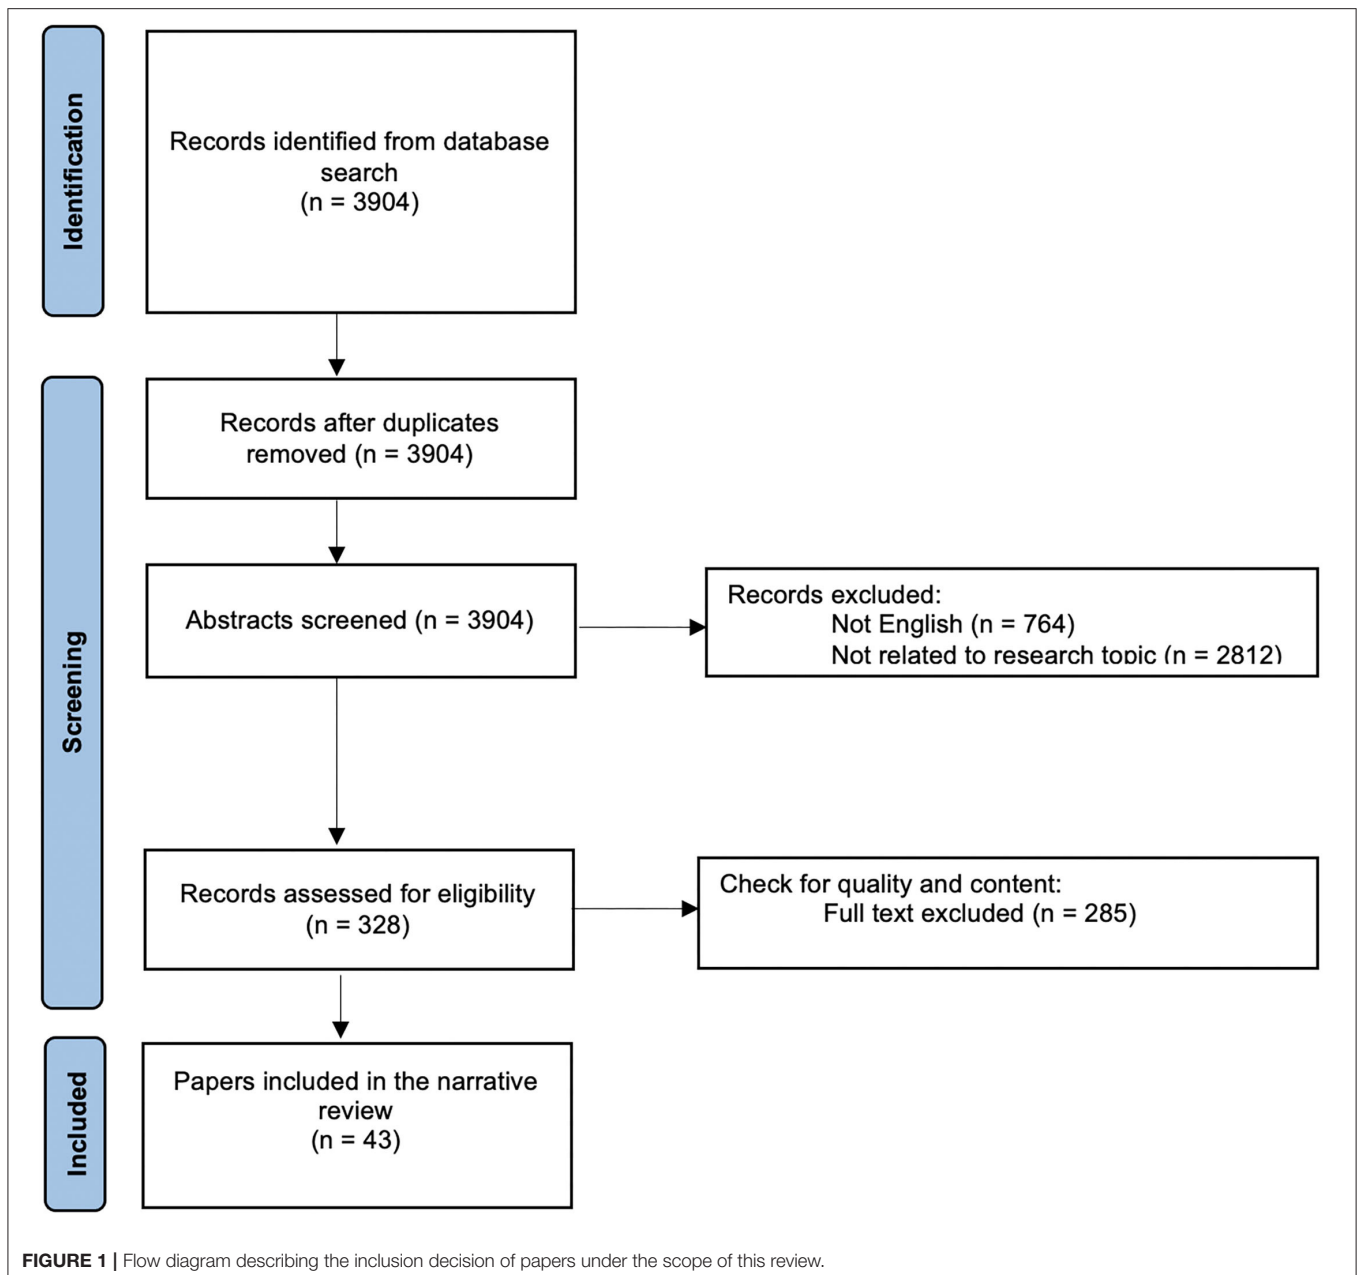 Identification
Records identified from database
search
(n = 3904)
Screening
Records after duplicates
removed (n = 3904)
Abstracts screened (n = 3904)
Records excluded:
Not English (n = 764)
Not related to research topic (n = 2812)
Records assessed for eligibility
(n = 328)
Check for quality and content:
Full text excluded (n = 285)
Included
Papers included in the narrative
review
(n = 43)
FIGURE 1 | Flow diagram describing the inclusion decision of papers under the scope of this review.